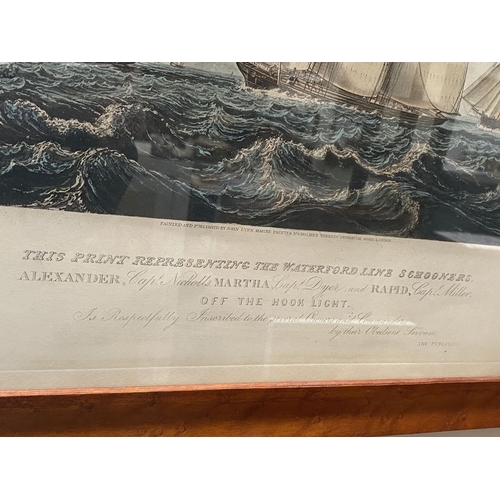 PAINTED AND PUBLISHED BY JOHN LYNN MARINE PAINTER
THIS PRINT REPRESENTING THE WATERFORD LINE SCHOONERS,
ALEXANDER, Capt. Nicholls MARTHA, Capt. Dyer, and RAPID, Capt. Miller,
OFF THE HOOK LIGHT.
Is Respectfully Inscribed to the
by their Obedient Servant
THE PUBLISHER